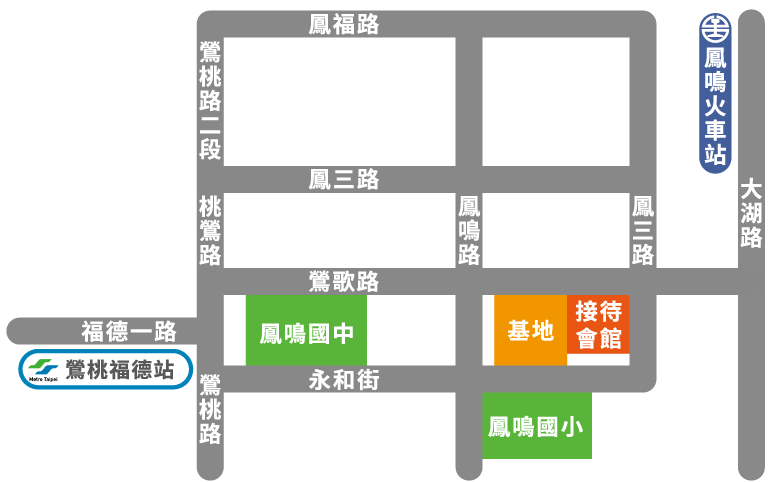 鳳福路
鳳鳴火車站
鶯桃路二段
鳳三路
大湖路
桃鶯路
鳳鳴路
鳳三路
鶯歌路
福德一路
鳳鳴國中
基地
接待
會館
Metro Taipei
鶯桃福德站
永和街
鶯桃路
鳳鳴國小